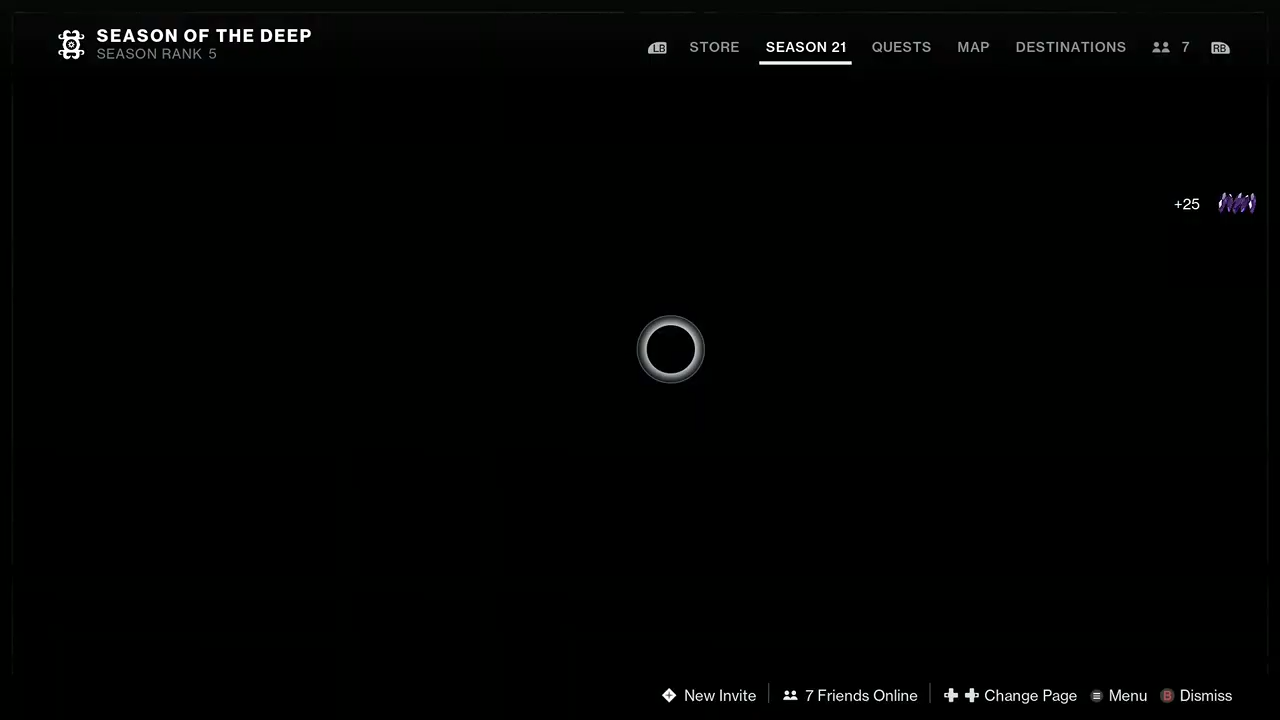 SEASON OF THE DEEP
SEASON RANK 5
LB STORE SEASON 21 QUESTS MAP DESTINATIONS 7 RB
+25
New Invite 7 Friends Online Change Page Menu B Dismiss